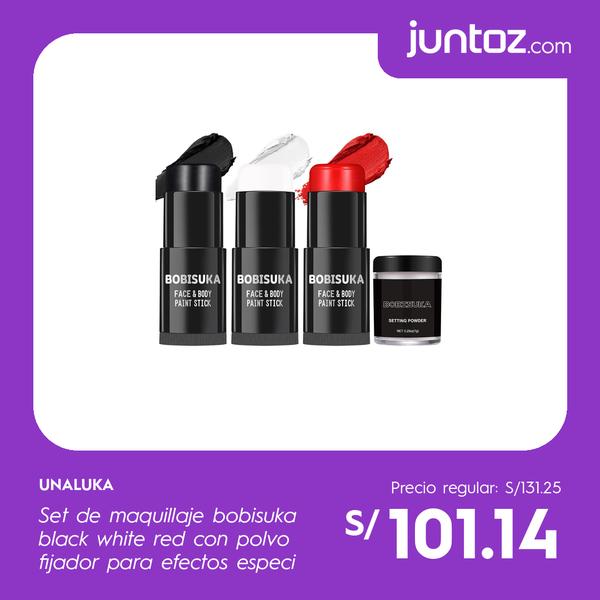 juntoz.com
BOBISUKA
FACE & BODY
PAINT STICK
BOBISUKA
FACE & BODY
PAINT STICK
BOBISUKA
FACE & BODY
PAINT STICK
BOBISUKA
SETTING POWDER
UNALUKA
Set de maquillaje bobisuka
black white red con polvo
fijador para efectos especi
Precio regular: S/131.25
S/101.14